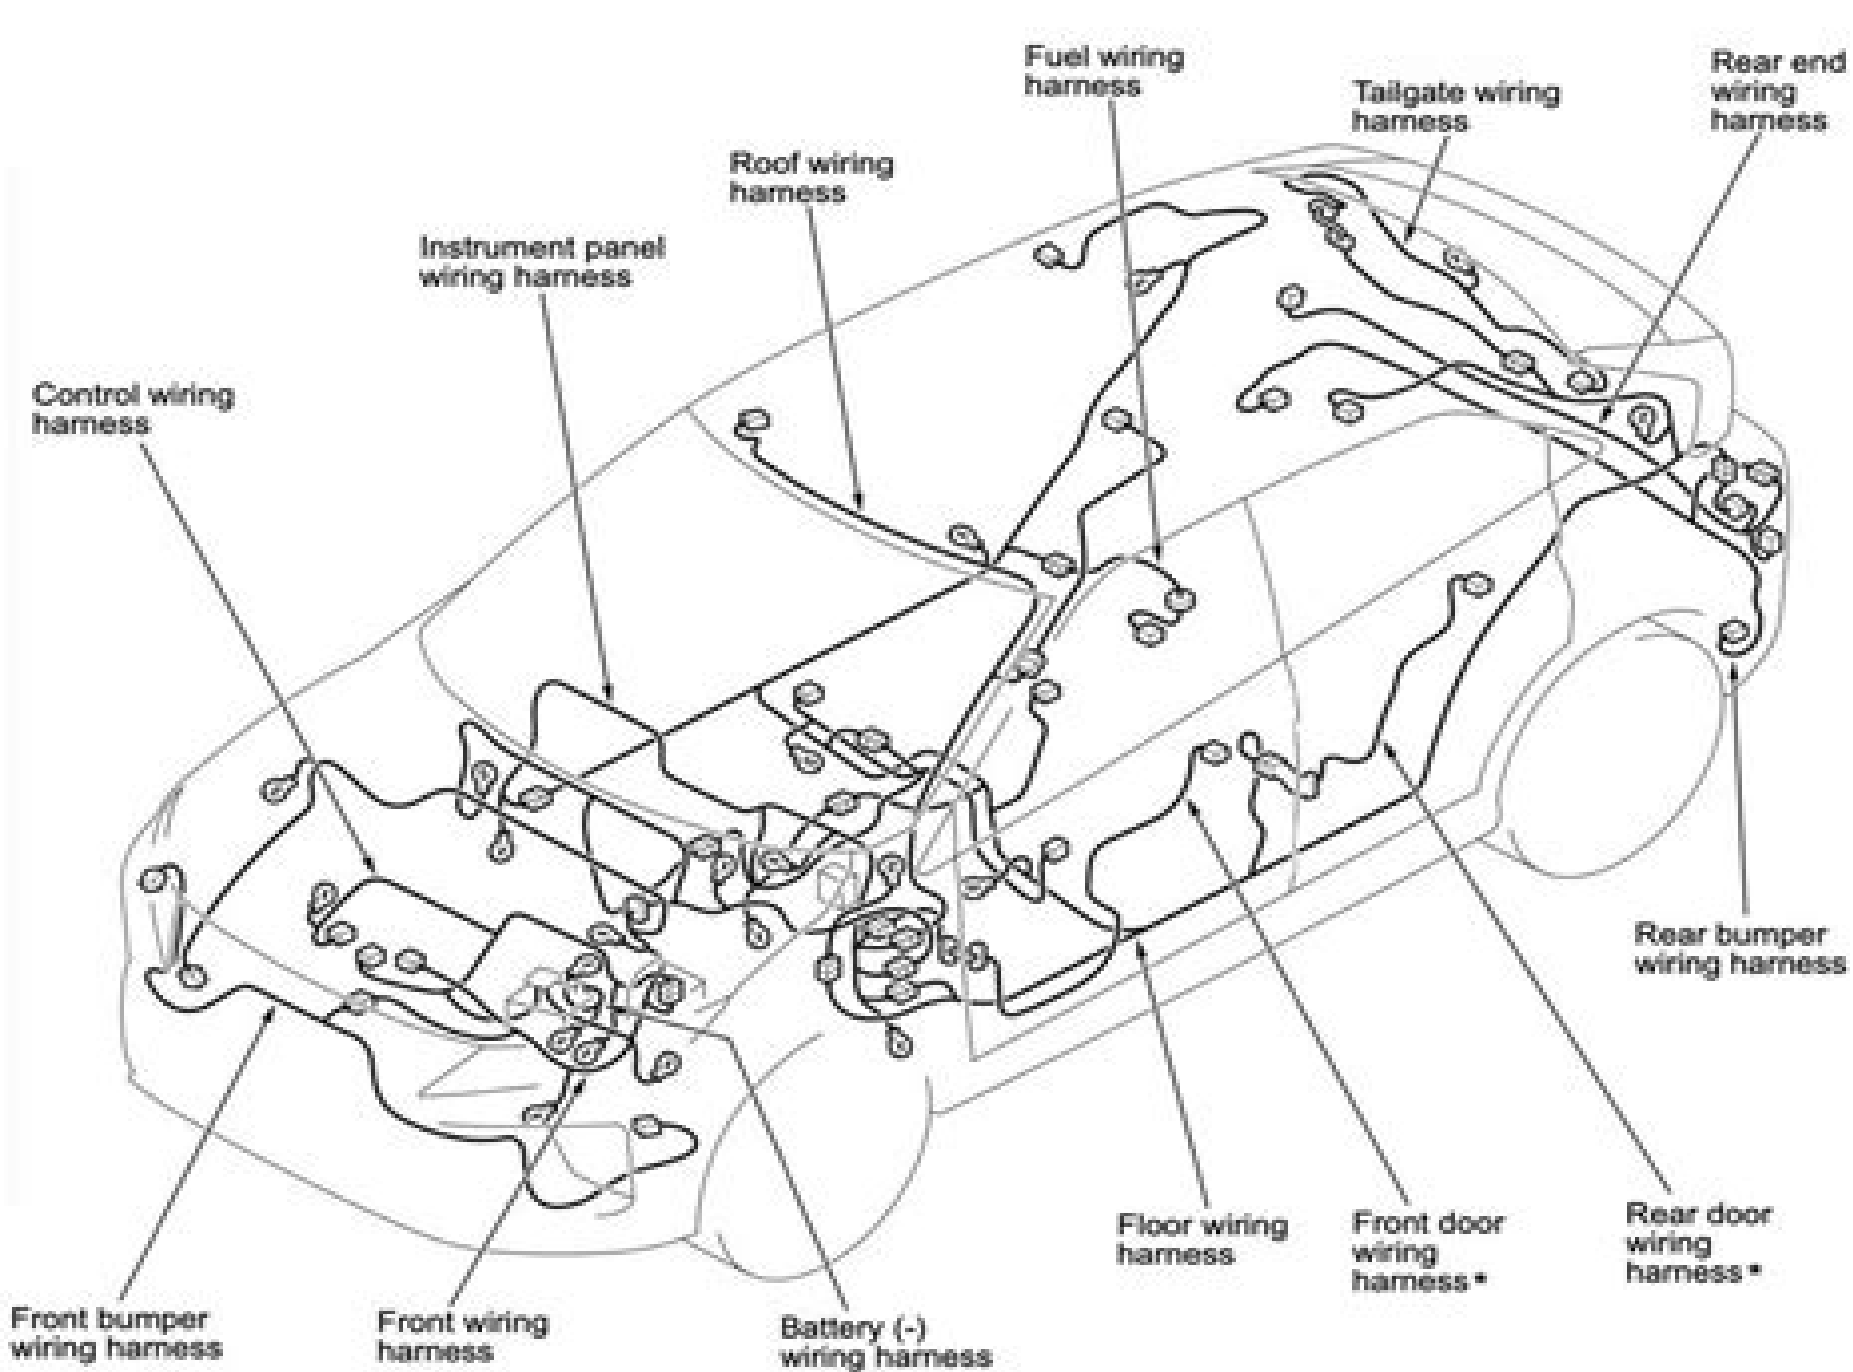 Fuel wiring
harness
Rear end
wiring
harness
Tailgate wiring
harness
Roof wiring
harness
Instrument panel
wiring harness
Control wiring
harness
Rear bumper
wiring harness
Rear door
wiring
harness*
Front door
wiring
harness*
Floor wiring
harness
Front bumper
wiring harness
Front wiring
harness
Battery (-)
wiring harness